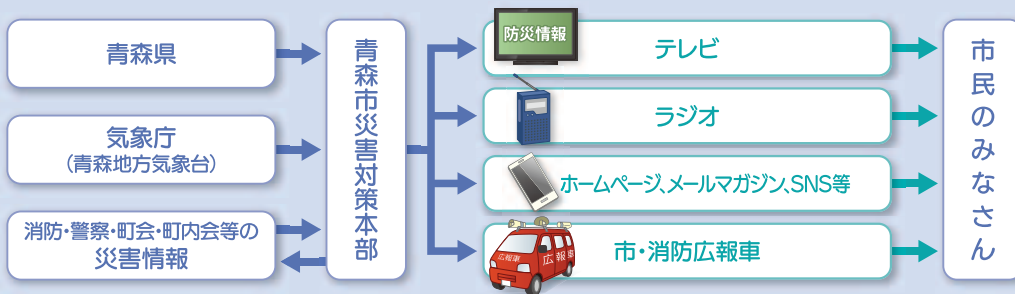 青森県
気象庁
(青森地方気象台)
消防・警察・町会・町内会等の
災害情報
青森市災害対策本部
防災情報
テレビ
ラジオ
ホームページ、メールマガジン、SNS等
広報車
広報車
市・消防広報車
市民のみなさん